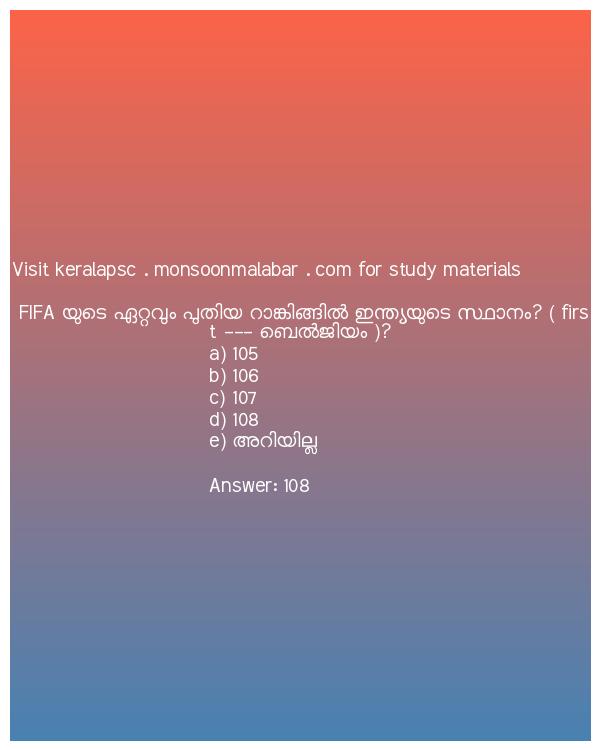 Visit keralapsc . monsoonmalabar . com for study materials
FIFA യുടെ ഏറ്റവും പുതിയ റാങ്കിങ്ങിൽ ഇന്ത്യയുടെ സ്ഥാനം? ( firs
t --- ബെൽജിയം )?
a) 105
b) 106
c) 107
d) 108
e) അറിയില്ല
Answer: 108